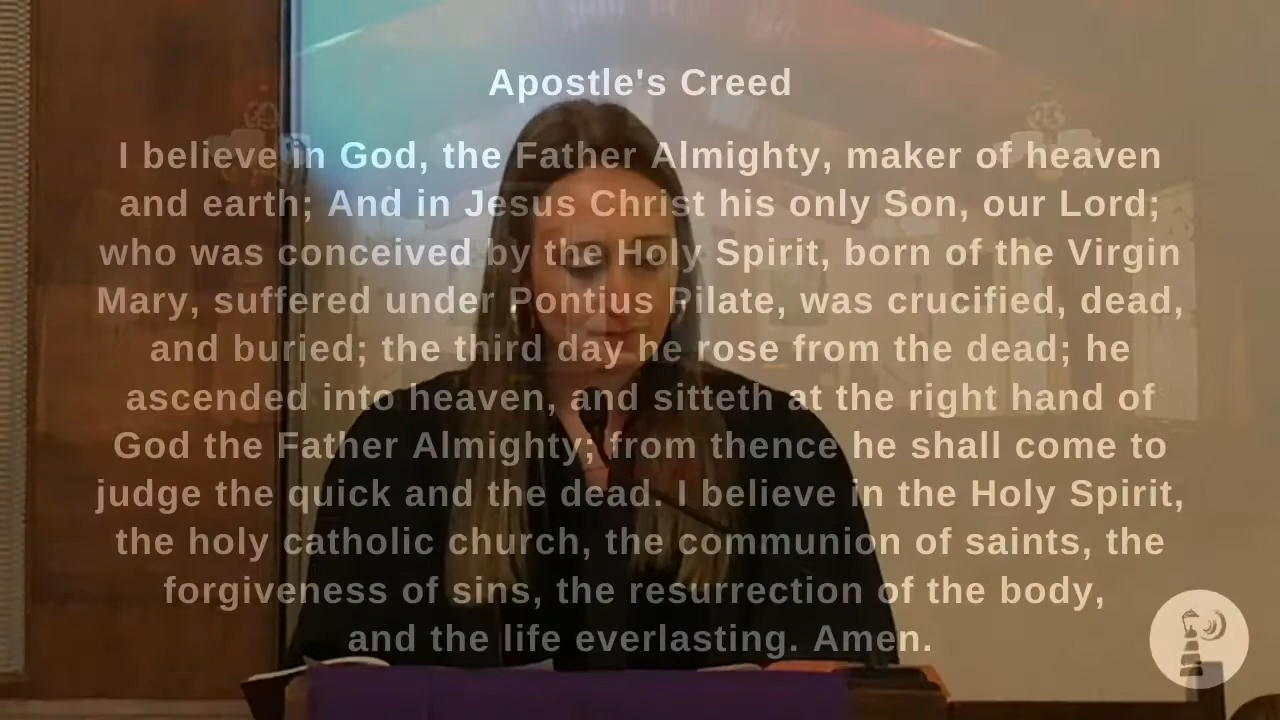 Apostle's Creed
I believe in God, the Father Almighty, maker of heaven
and earth; And in Jesus Christ his only Son, our Lord;
who was conceived by the Holy Spirit, born of the Virgin
Mary, suffered under Pontius Pilate, was crucified, dead,
and buried; the third day he rose from the dead; he
ascended into heaven, and sitteth at the right hand of
God the Father Almighty; from thence he shall come to
judge the quick and the dead. I believe in the Holy Spirit,
the holy catholic church, the communion of saints, the
forgiveness of sins, the resurrection of the body,
and the life everlasting. Amen.